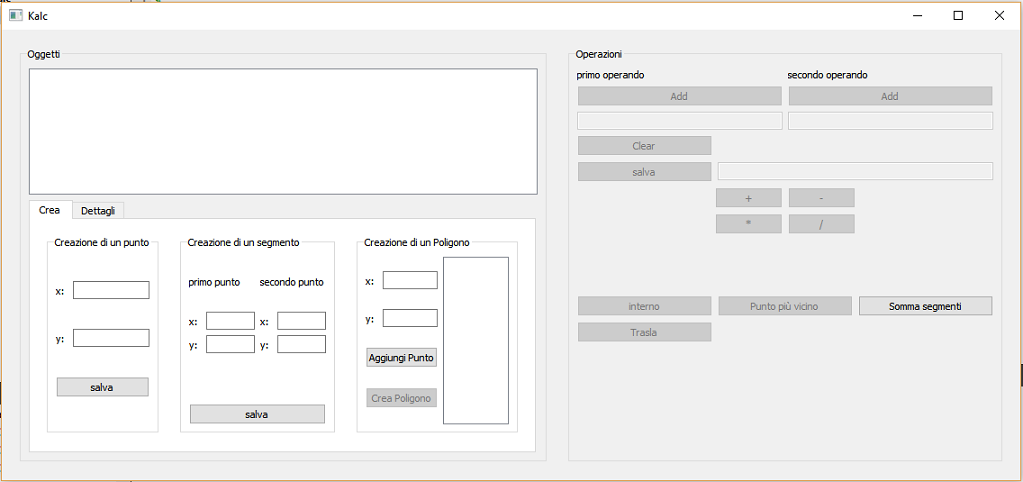 Kalc
Oggetti
Crea
Dettagli
Creazione di un punto
x:
y:
salva
Creazione di un segmento
primo punto
secondo punto
x:
x:
y:
y:
salva
Creazione di un Poligono
x:
y:
Aggiungi Punto
Crea Poligono
Operazioni
primo operando
secondo operando
Add
Add
Clear
salva
+
-
*
/
interno
Punto più vicino
Somma segmenti
Trasla